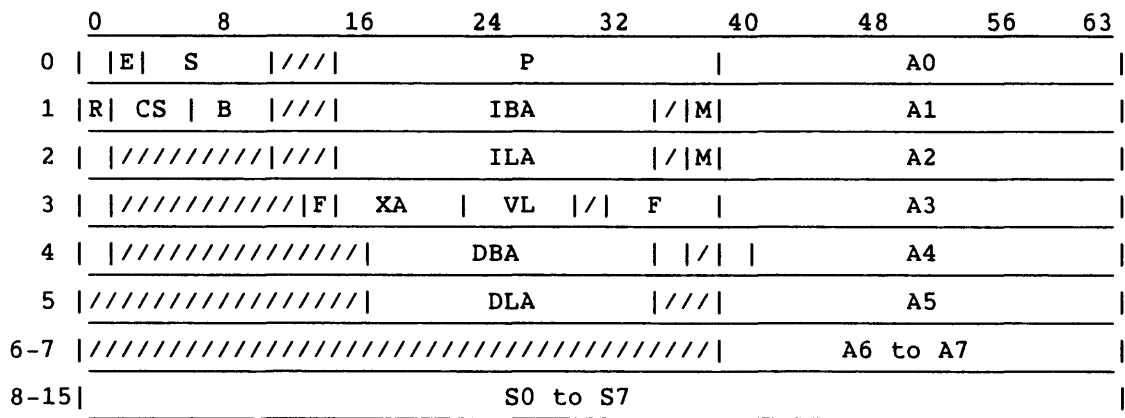 0 8 16 24 32 40 48 56 63
0 | |E| S |///| P | A0 |
1 |R| CS | B |///| IBA |/|M| A1 |
2 | |/////////|///| ILA |/|M| A2 |
3 | |///////////|F| XA | VL |/| F | A3 |
4 | |///////////////| DBA | |/| | A4 |
5 |/////////////////| DLA |///| A5 |
6-7 |///////////////////////////////////////| A6 to A7 |
8-15| S0 to S7 |